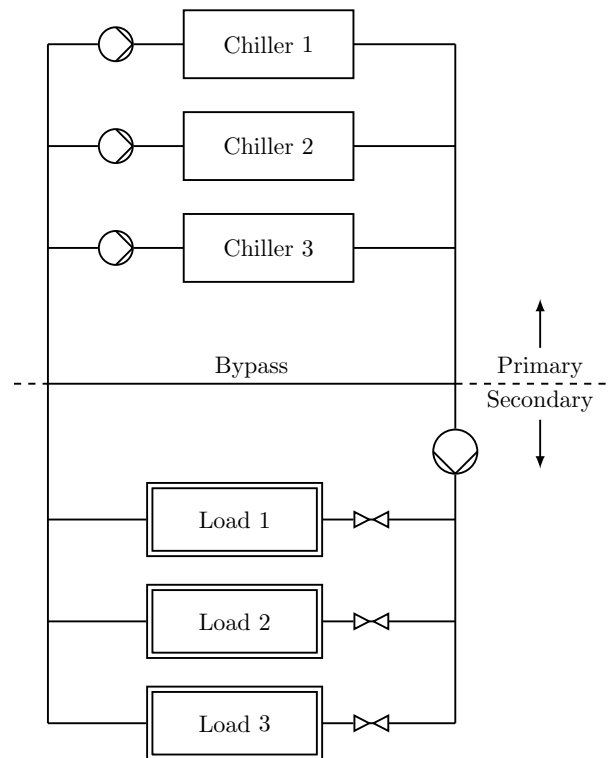 Chiller 1
Chiller 2
Chiller 3
Bypass
Primary
Secondary
Load 1
Load 2
Load 3